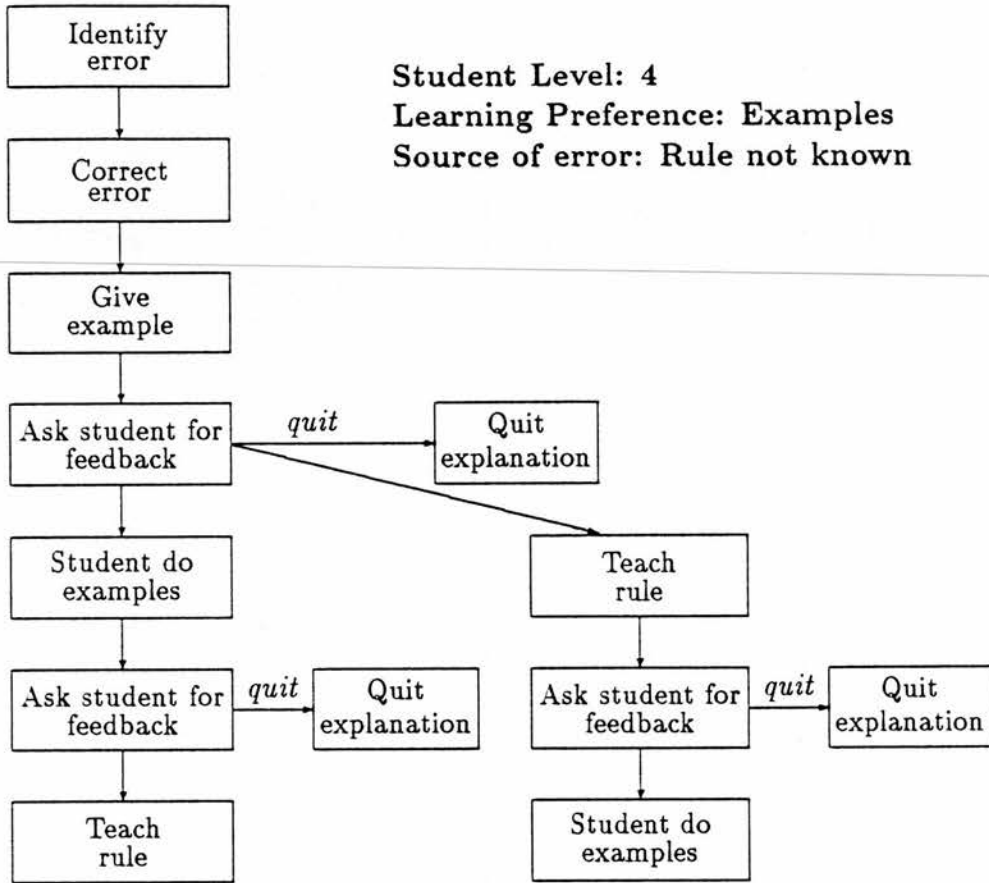 Identify
error
Student Level: 4
Learning Preference: Examples
Source of error: Rule not known
Correct
error
Give
example
Ask student for
feedback
quit
Quit
explanation
Student do
examples
Teach
rule
Ask student for
feedback
quit
Quit
explanation
Ask student for
feedback
quit
Quit
explanation
Teach
rule
Student do
examples